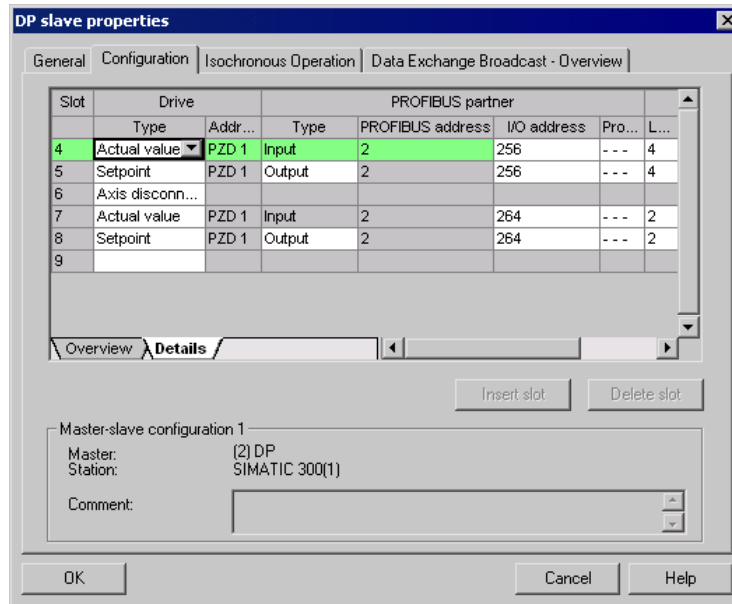 DP slave properties
General Configuration Isochronous Operation Data Exchange Broadcast - Overview
Slot Drive PROFIBUS partner
Type Addr... Type PROFIBUS address I/O address Pro... L...
4 Actual value PZD 1 Input 2 256 - - - 4
5 Setpoint PZD 1 Output 2 256 - - - 4
6 Axis disconn...
7 Actual value PZD 1 Input 2 264 - - - 2
8 Setpoint PZD 1 Output 2 264 - - - 2
9
Overview Details
Insert slot Delete slot
Master-slave configuration 1
Master: (2) DP
Station: SIMATIC 300(1)
Comment:
OK Cancel Help